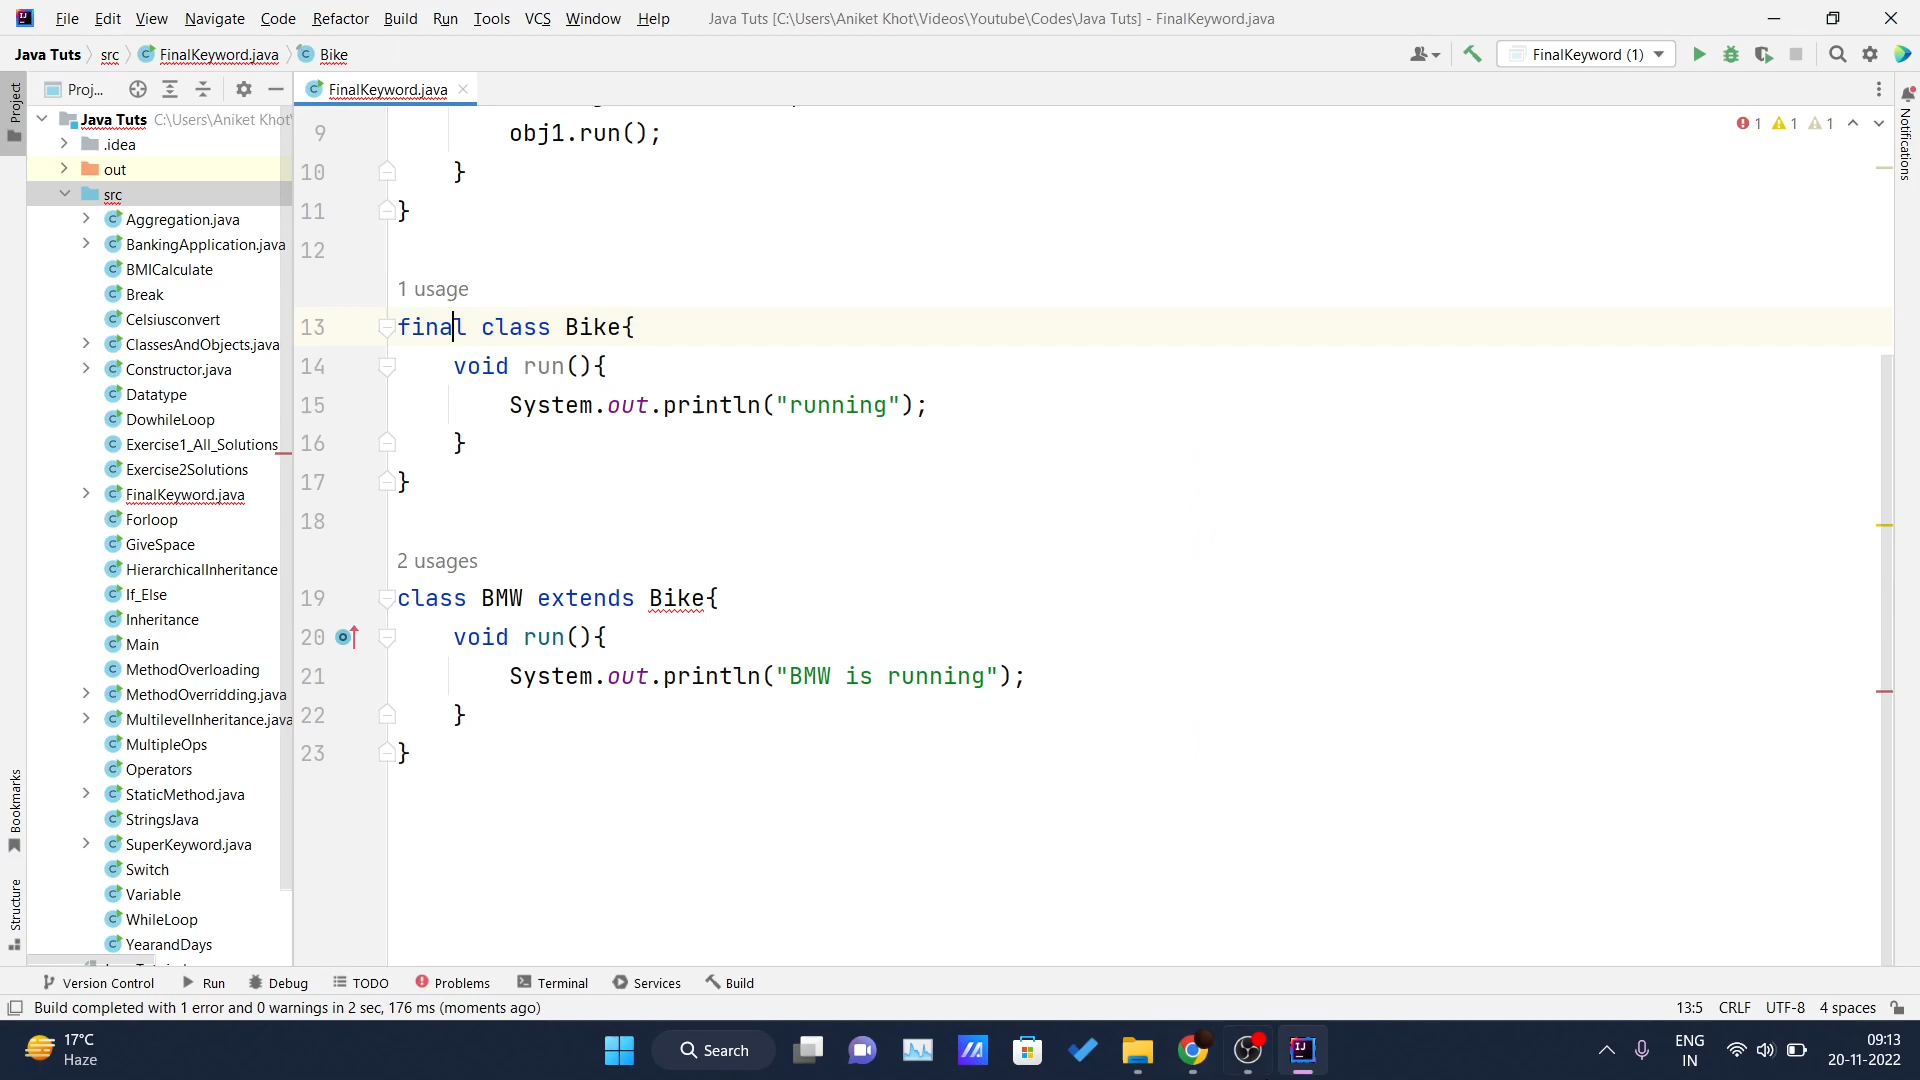 File Edit View Navigate Code Refactor Build Run Tools VCS Window Help Java Tuts [C:\Users\Aniket Khot\Videos\Youtube\Codes\Java Tuts] - FinalKeyword.java
Java Tuts src FinalKeyword.java Bike FinalKeyword (1)
Project
Proj...
FinalKeyword.java
Java Tuts C:\Users\Aniket Khot\
.idea
out
src
Aggregation.java
BankingApplication.java
BMICalculate
Break
Celsiusconvert
ClassesAndObjects.java
Constructor.java
Datatype
DowhileLoop
Exercise1_All_Solutions
Exercise2Solutions
FinalKeyword.java
Forloop
GiveSpace
HierarchicalInheritance
If_Else
Inheritance
Main
MethodOverloading
MethodOverridding.java
MultilevelInheritance.java
MultipleOps
Operators
StaticMethod.java
StringsJava
SuperKeyword.java
Switch
Variable
WhileLoop
YearandDays
Bookmarks
Structure
9 obj1.run();
10 }
11 }
12
1 usage
13 final class Bike{
14 void run(){
15 System.out.println("running");
16 }
17 }
18
2 usages
19 class BMW extends Bike{
20 void run(){
21 System.out.println("BMW is running");
22 }
23 }
1 1 1
Notifications
Version Control Run Debug TODO Problems Terminal Services Build
Build completed with 1 error and 0 warnings in 2 sec, 176 ms (moments ago) 13:5 CRLF UTF-8 4 spaces
17°C
Haze
Search
ENG
IN
09:13
20-11-2022